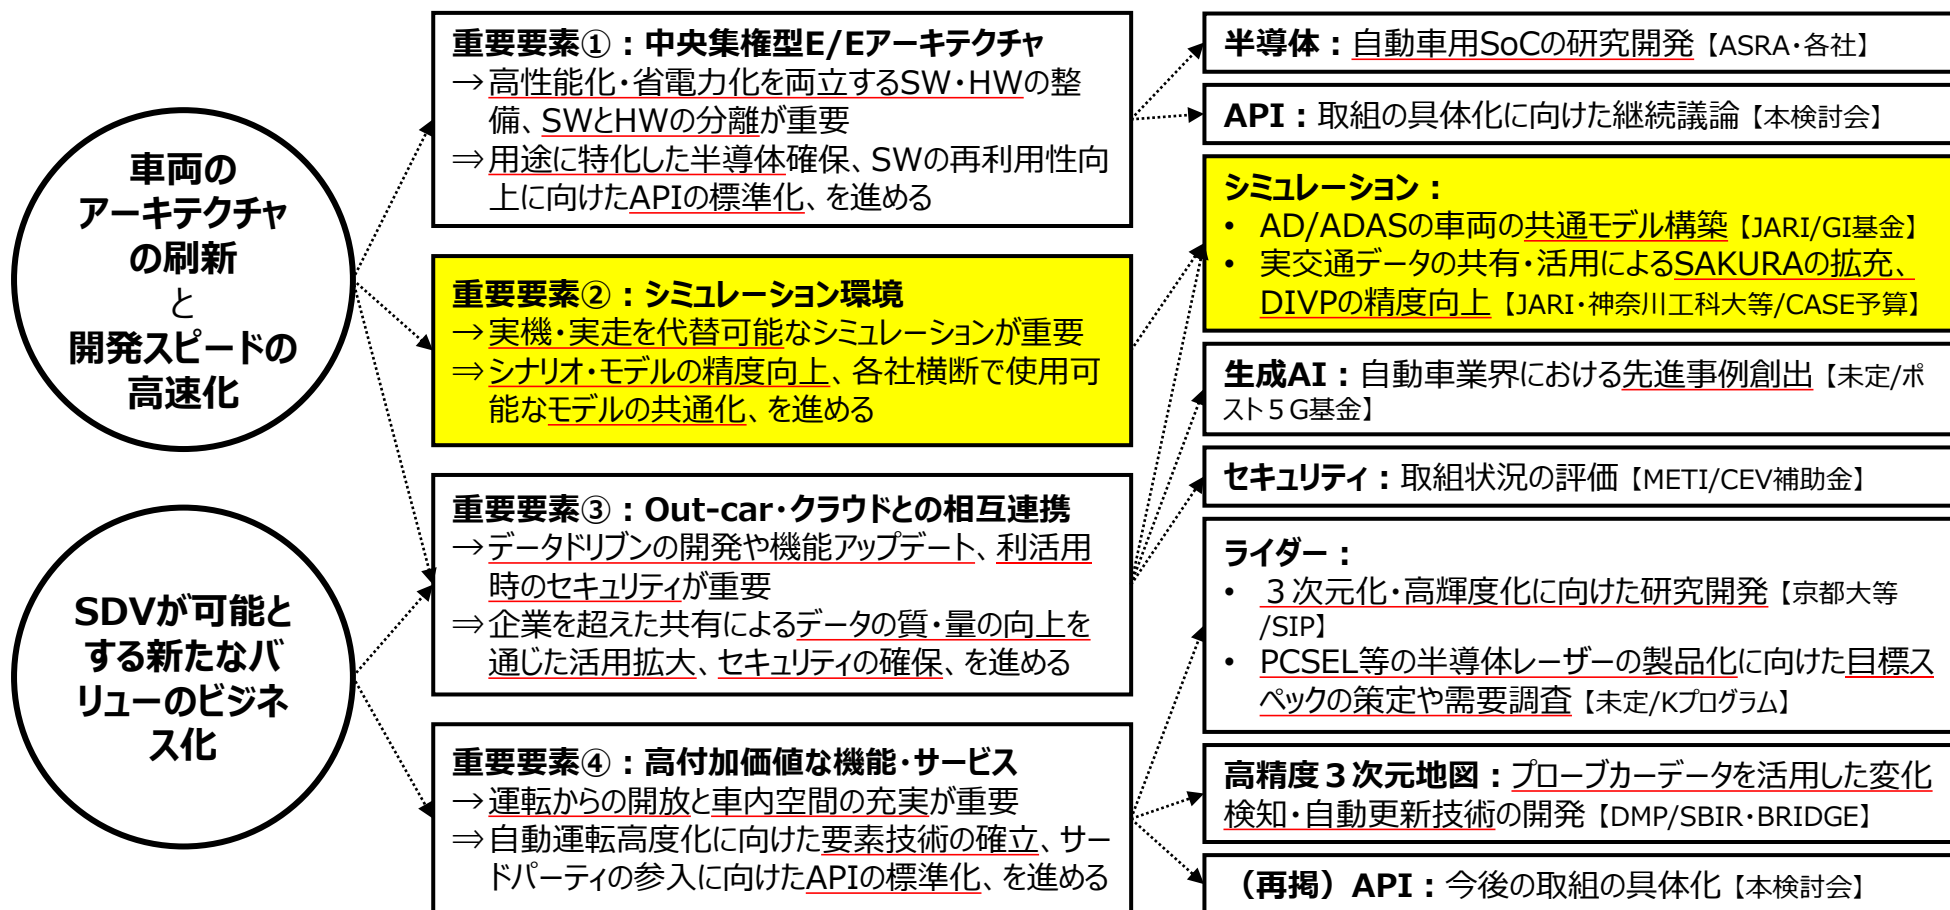 車両の
アーキテクチャ
の刷新
と
開発スピードの
高速化
SDVが可能と
する新たなバ
リューのビジネ
ス化
重要要素①：中央集権型E/Eアーキテクチャ
→高性能化・省電力化を両立するSW・HWの整
備、SWとHWの分離が重要
⇒用途に特化した半導体確保、SWの再利用性向
上に向けたAPIの標準化、を進める
重要要素②：シミュレーション環境
→実機・実走を代替可能なシミュレーションが重要
⇒シナリオ・モデルの精度向上、各社横断で使用可
能なモデルの共通化、を進める
重要要素③：Out-car・クラウドとの相互連携
→データドリブンの開発や機能アップデート、利活用
時のセキュリティが重要
⇒企業を超えた共有によるデータの質・量の向上を
通じた活用拡大、セキュリティの確保、を進める
重要要素④：高付加価値な機能・サービス
→運転からの開放と車内空間の充実が重要
⇒自動運転高度化に向けた要素技術の確立、サー
ドパーティの参入に向けたAPIの標準化、を進める
半導体：自動車用SoCの研究開発【ASRA・各社】
API：取組の具体化に向けた継続議論【本検討会】
シミュレーション：
• AD/ADASの車両の共通モデル構築【JARI/GI基金】
• 実交通データの共有・活用によるSAKURAの拡充、
DIVPの精度向上【JARI・神奈川工科大等/CASE予算】
生成AI：自動車業界における先進事例創出【未定/ポ
スト５G基金】
セキュリティ：取組状況の評価【METI/CEV補助金】
ライダー：
• ３次元化・高輝度化に向けた研究開発【京都大等
/SIP】
• PCSEL等の半導体レーザーの製品化に向けた目標ス
ペックの策定や需要調査【未定/Kプログラム】
高精度３次元地図：プローブカーデータを活用した変化
検知・自動更新技術の開発【DMP/SBIR・BRIDGE】
（再掲）API：今後の取組の具体化【本検討会】